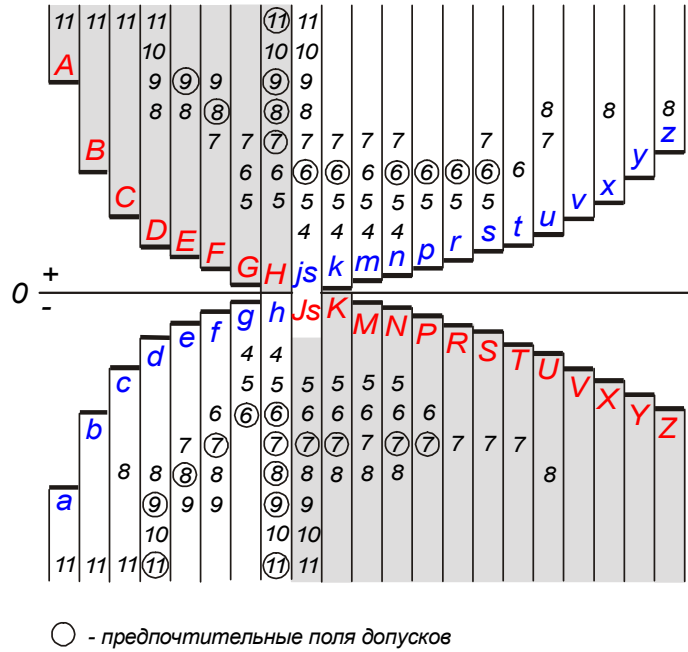 11 11 11 11 11 11
10 10 10
A 9 9 9 9 9
8 8 8 8 8 8 8 8
7 7 7 7 7 7 7 7 7 z
B y
6 6 6 6 6 6 6 6 6 6
C 5 5 5 5 5 5 5 5 5 v x
D 4 4 4 4 s t u
E F p r
G H js k m n
+
0
-
g h Js K
f M N P
e R S T
d U V X Y Z
4 4
c 5 5 5 5 5 5
b 6 6 6 6 6 6 6 6
7 7 7 7 7 7 7 7 7 7 7
8 8 8 8 8 8 8 8 8 8
a 9 9 9 9 9
10 10 10
11 11 11 11 11 11
- предпочтительные поля допусков